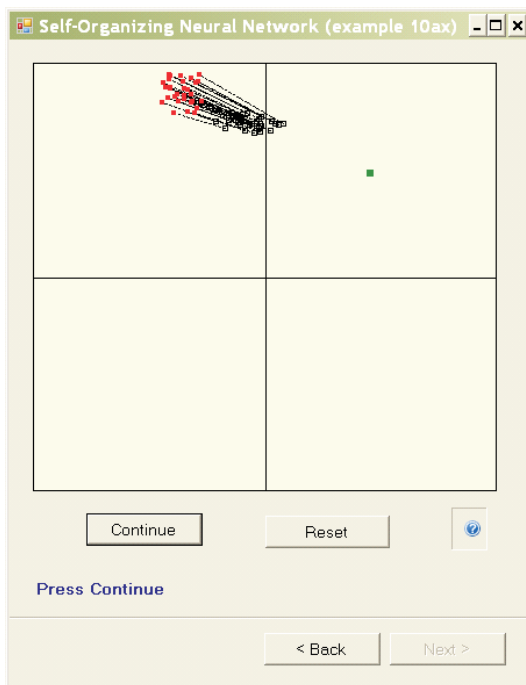 Self-Organizing Neural Network (example 10ax)
Continue
Reset
Press Continue
< Back
Next >